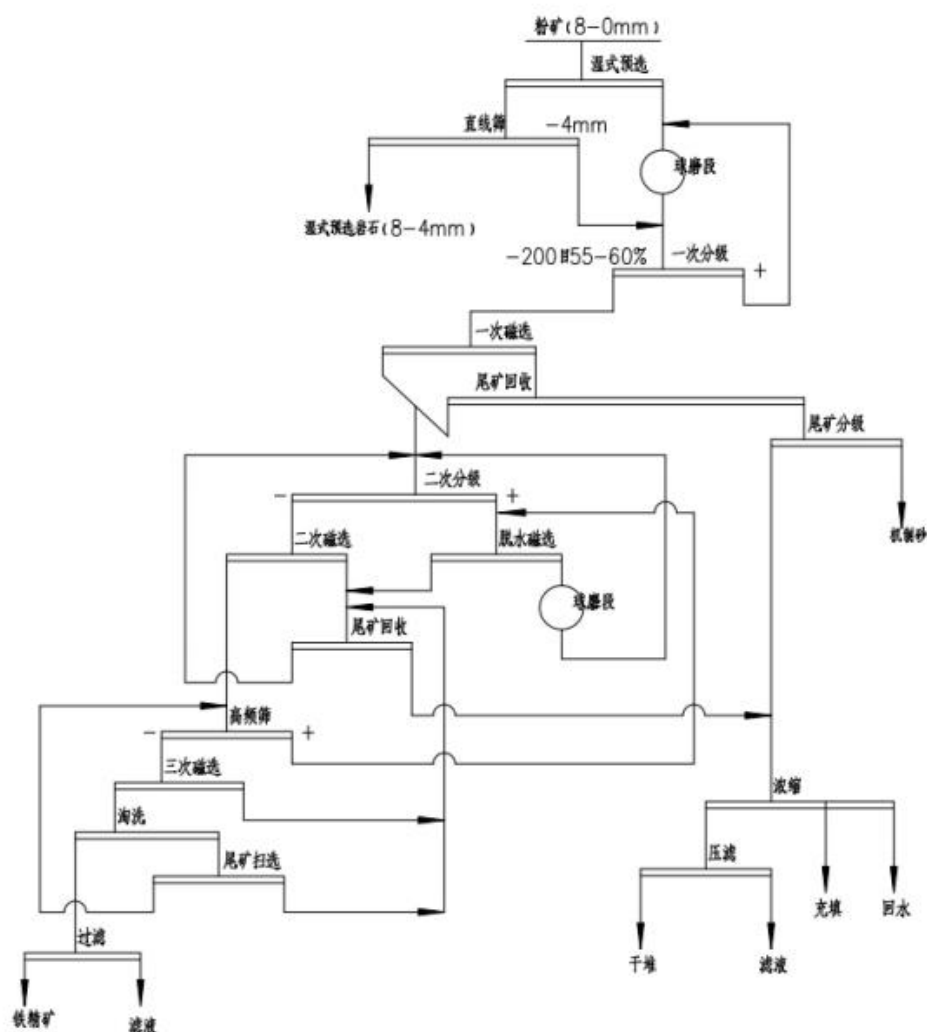 粉矿(8-0mm)
湿式预选
直线筛
-4mm
球磨段
湿式预选岩石(8-4mm)
-200目55-60%
一次分级
+
一次磁选
尾矿回收
尾矿分级
二次分级
-
+
机制砂
二次磁选
脱水磁选
球磨段
尾矿回收
高频筛
-
+
三次磁选
淘洗
尾矿扫选
浓缩
压滤
充填
回水
过滤
干堆
滤液
铁精矿
滤液